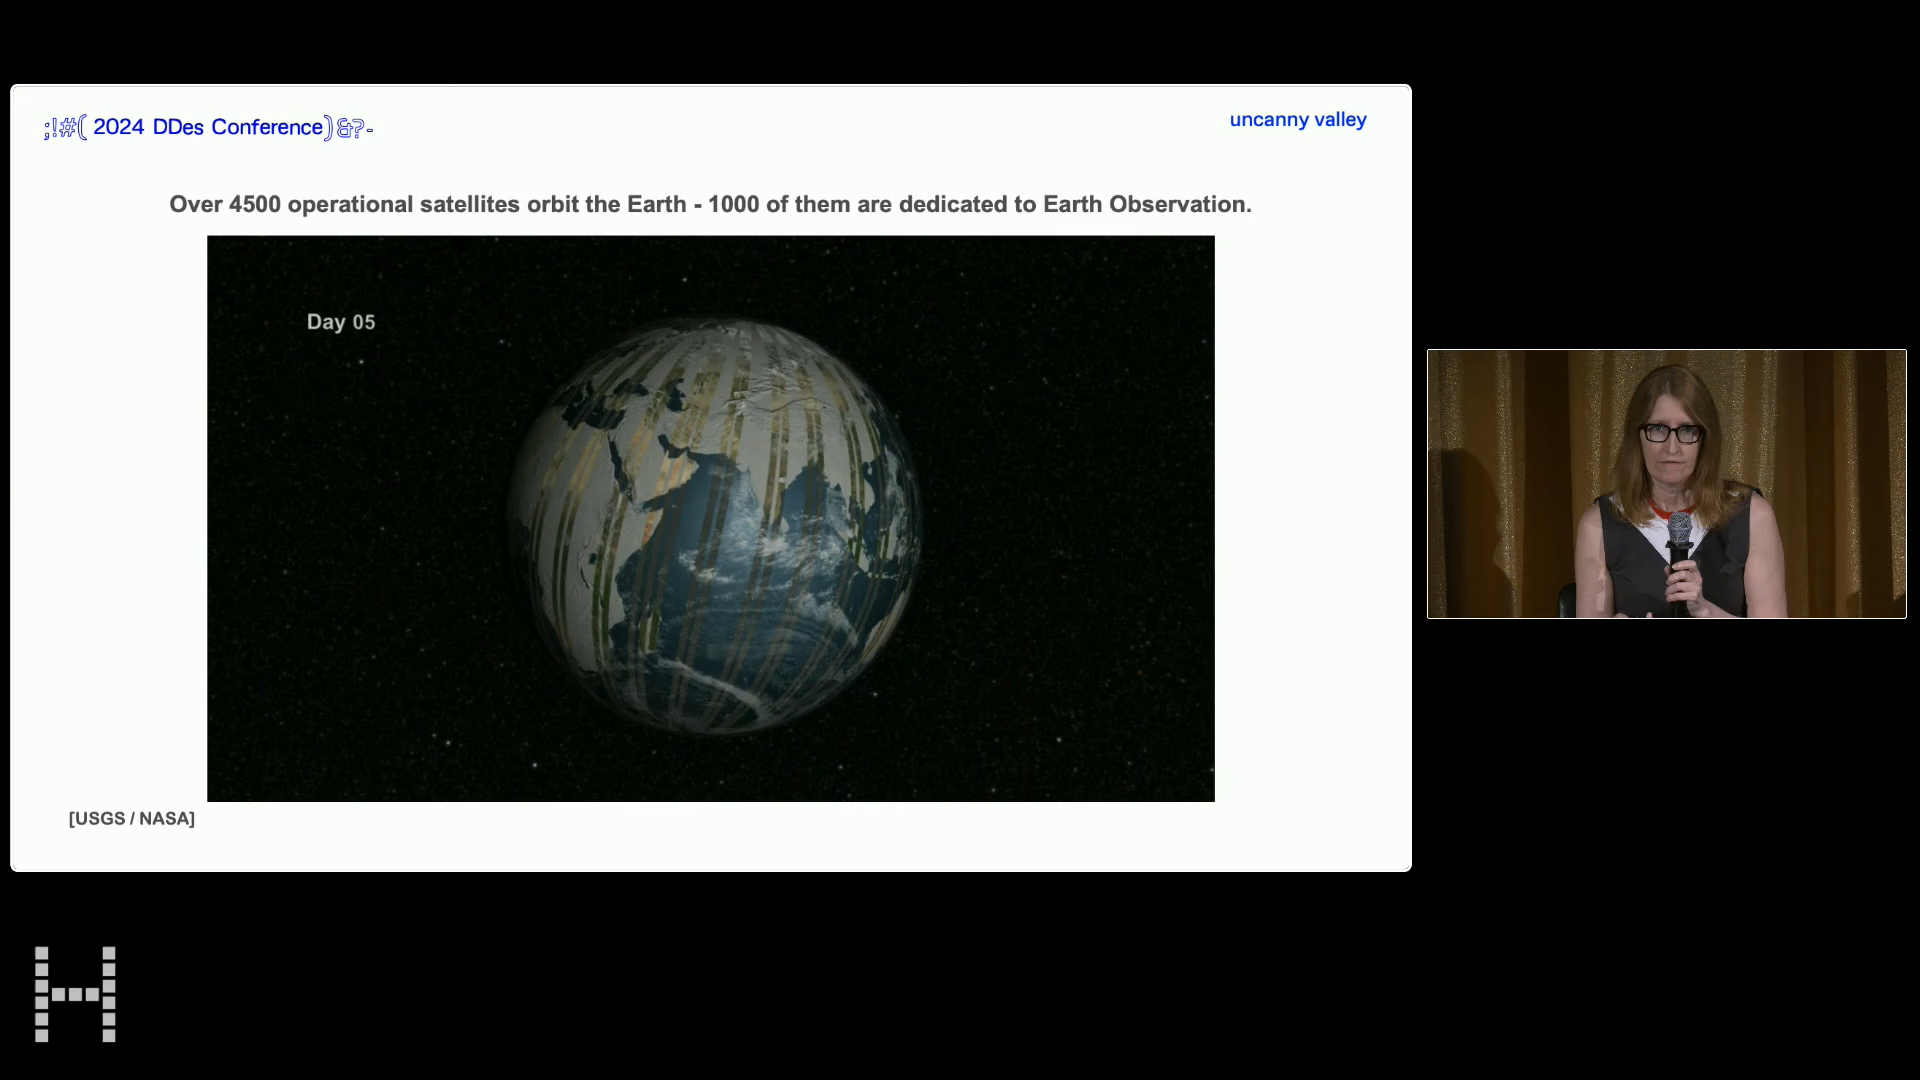 ;!#( 2024 DDes Conference)&?-
uncanny valley
Over 4500 operational satellites orbit the Earth - 1000 of them are dedicated to Earth Observation.
Day 05
[USGS / NASA]
H